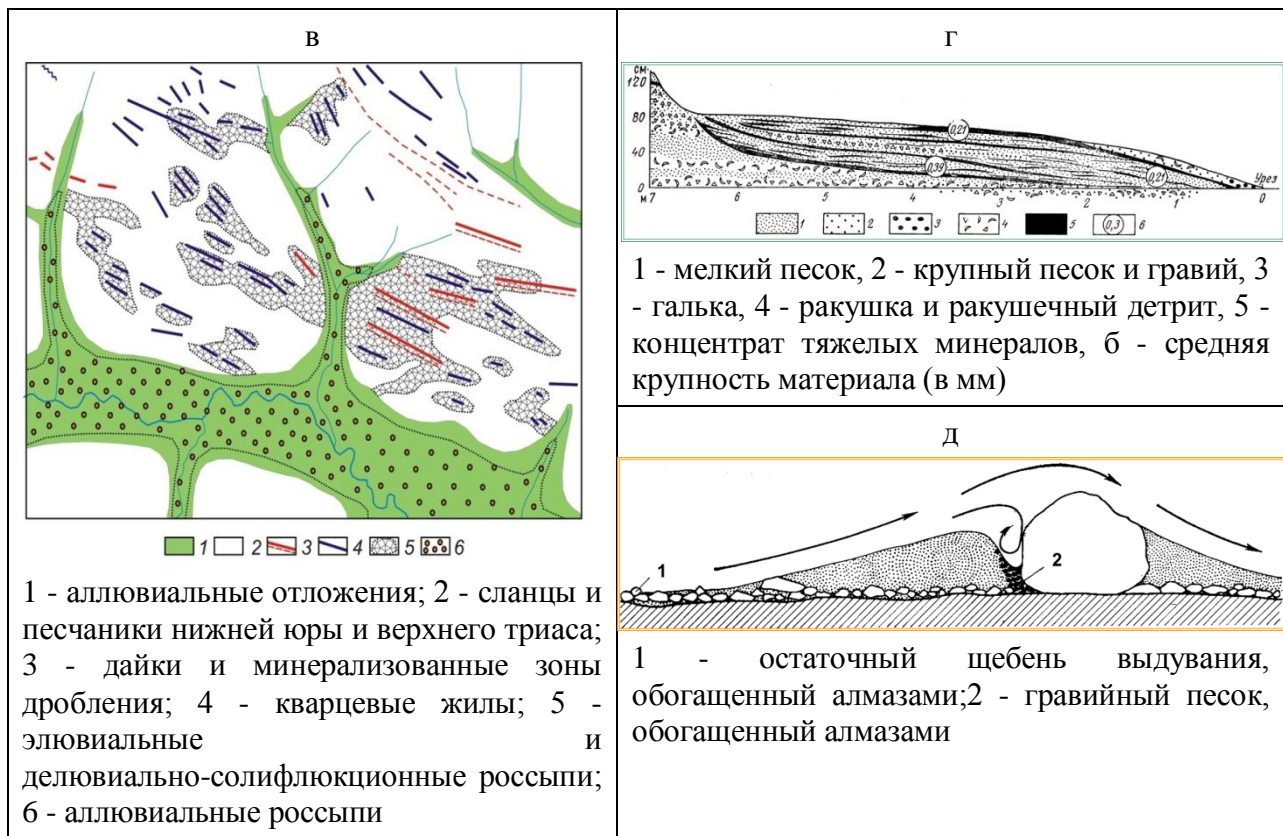 в
1 2 3 4 5 6
1 - аллювиальные отложения; 2 - сланцы и
песчаники нижней юры и верхнего триаса;
3 - дайки и минерализованные зоны
дробления; 4 - кварцевые жилы; 5 -
элювиальные и
делювиально-солифлюкционные россыпи;
6 - аллювиальные россыпи
г
см
120
80
40
0
м 7 6 5 4 3 2 1 0
0,21
0,39
0,21
Урез
1 2 3 4 5 0,3 6
1 - мелкий песок, 2 - крупный песок и гравий, 3
- галька, 4 - ракушка и ракушечный детрит, 5 -
концентрат тяжелых минералов, б - средняя
крупность материала (в мм)
д
1
2
1 - остаточный щебень выдувания,
обогащенный алмазами;2 - гравийный песок,
обогащенный алмазами